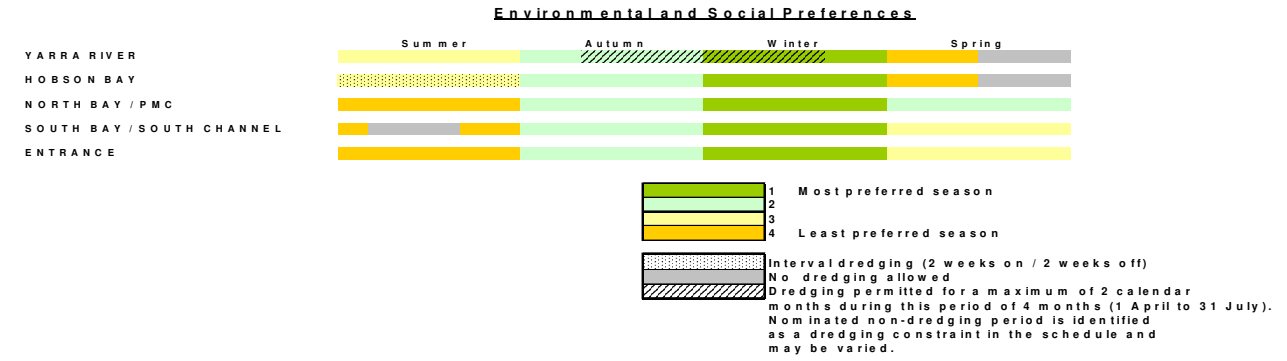 Environmental and Social Preferences
Summer Autumn Winter Spring
YARRA RIVER
HOBSON BAY
NORTH BAY / PMC
SOUTH BAY /SOUTH CHANNEL
ENTRANCE
1 Most preferred season
2
3
4 Least preferred season
Interval dredging (2 weeks on / 2 weeks off)
No dredging allowed
Dredging permitted for a maximum of 2 calendar
months during this period of 4 months (1 April to 31 July).
Nominated non-dredging period is identified
as a dredging constraint in the schedule and
may be varied.